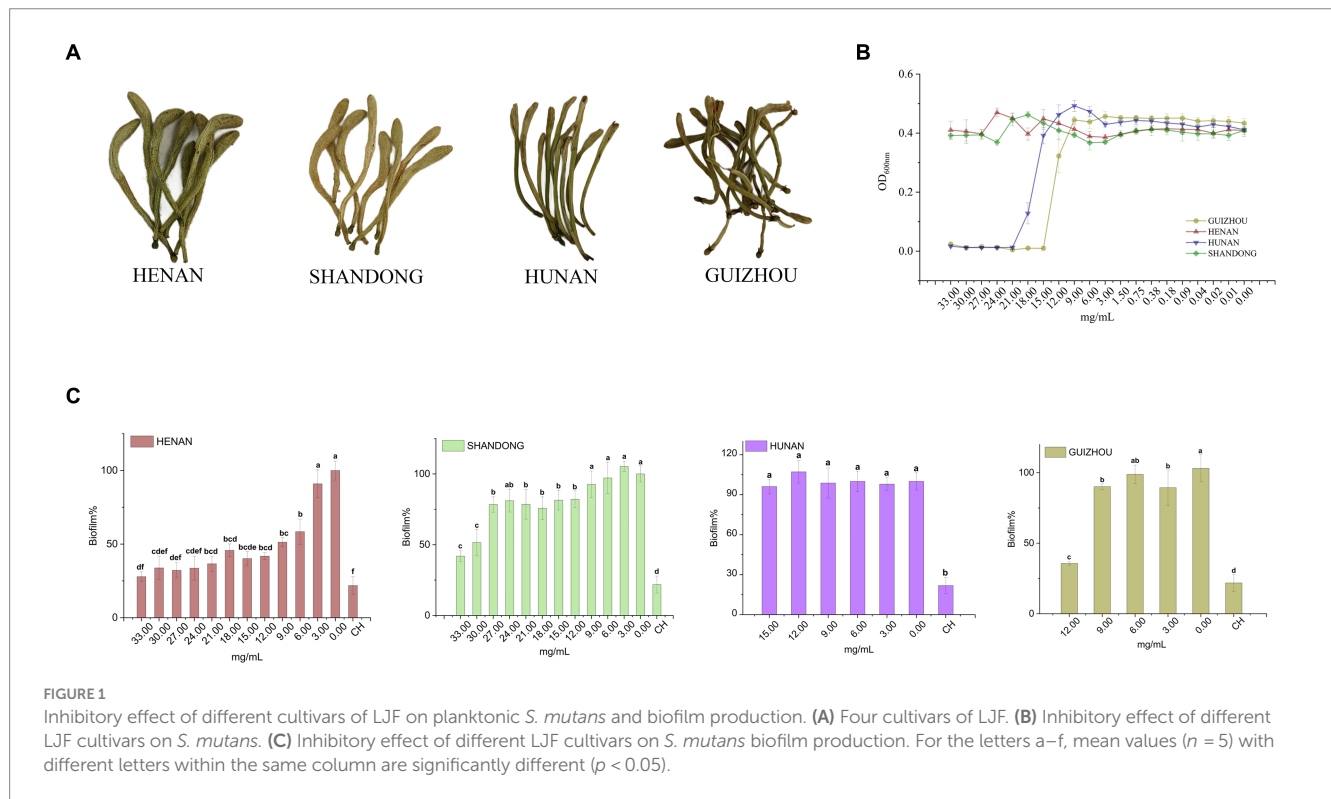 A
HENAN
SHANDONG
HUNAN
GUIZHOU
B
0.6
0.4
0.2
0.0
OD600nm
GUIZHOU
HENAN
HUNAN
SHANDONG
33.00 30.00 27.00 24.00 21.00 18.00 15.00 12.00 9.00 6.00 3.00 1.50 0.75 0.38 0.18 0.09 0.04 0.02 0.01 0.00
mg/mL
C
HENAN
100
50
0
Biofilm%
df cdef def cdef bcd bcd bcde bcd bc b a a f
33.00 30.00 27.00 24.00 21.00 18.00 15.00 12.00 9.00 6.00 3.00 0.00 CH
mg/mL
SHANDONG
100
50
0
Biofilm%
c c b ab b b b b a a a a d
33.00 30.00 27.00 24.00 21.00 18.00 15.00 12.00 9.00 6.00 3.00 0.00 CH
mg/mL
HUNAN
120
90
60
30
0
Biofilm%
a a a a a a b
15.00 12.00 9.00 6.00 3.00 0.00 CH
mg/mL
GUIZHOU
100
50
0
Biofilm%
c b ab b a d
12.00 9.00 6.00 3.00 0.00 CH
mg/mL
FIGURE 1
Inhibitory effect of different cultivars of LJF on planktonic S. mutans and biofilm production. (A) Four cultivars of LJF. (B) Inhibitory effect of different
LJF cultivars on S. mutans. (C) Inhibitory effect of different LJF cultivars on S. mutans biofilm production. For the letters a–f, mean values (n = 5) with
different letters within the same column are significantly different (p < 0.05).